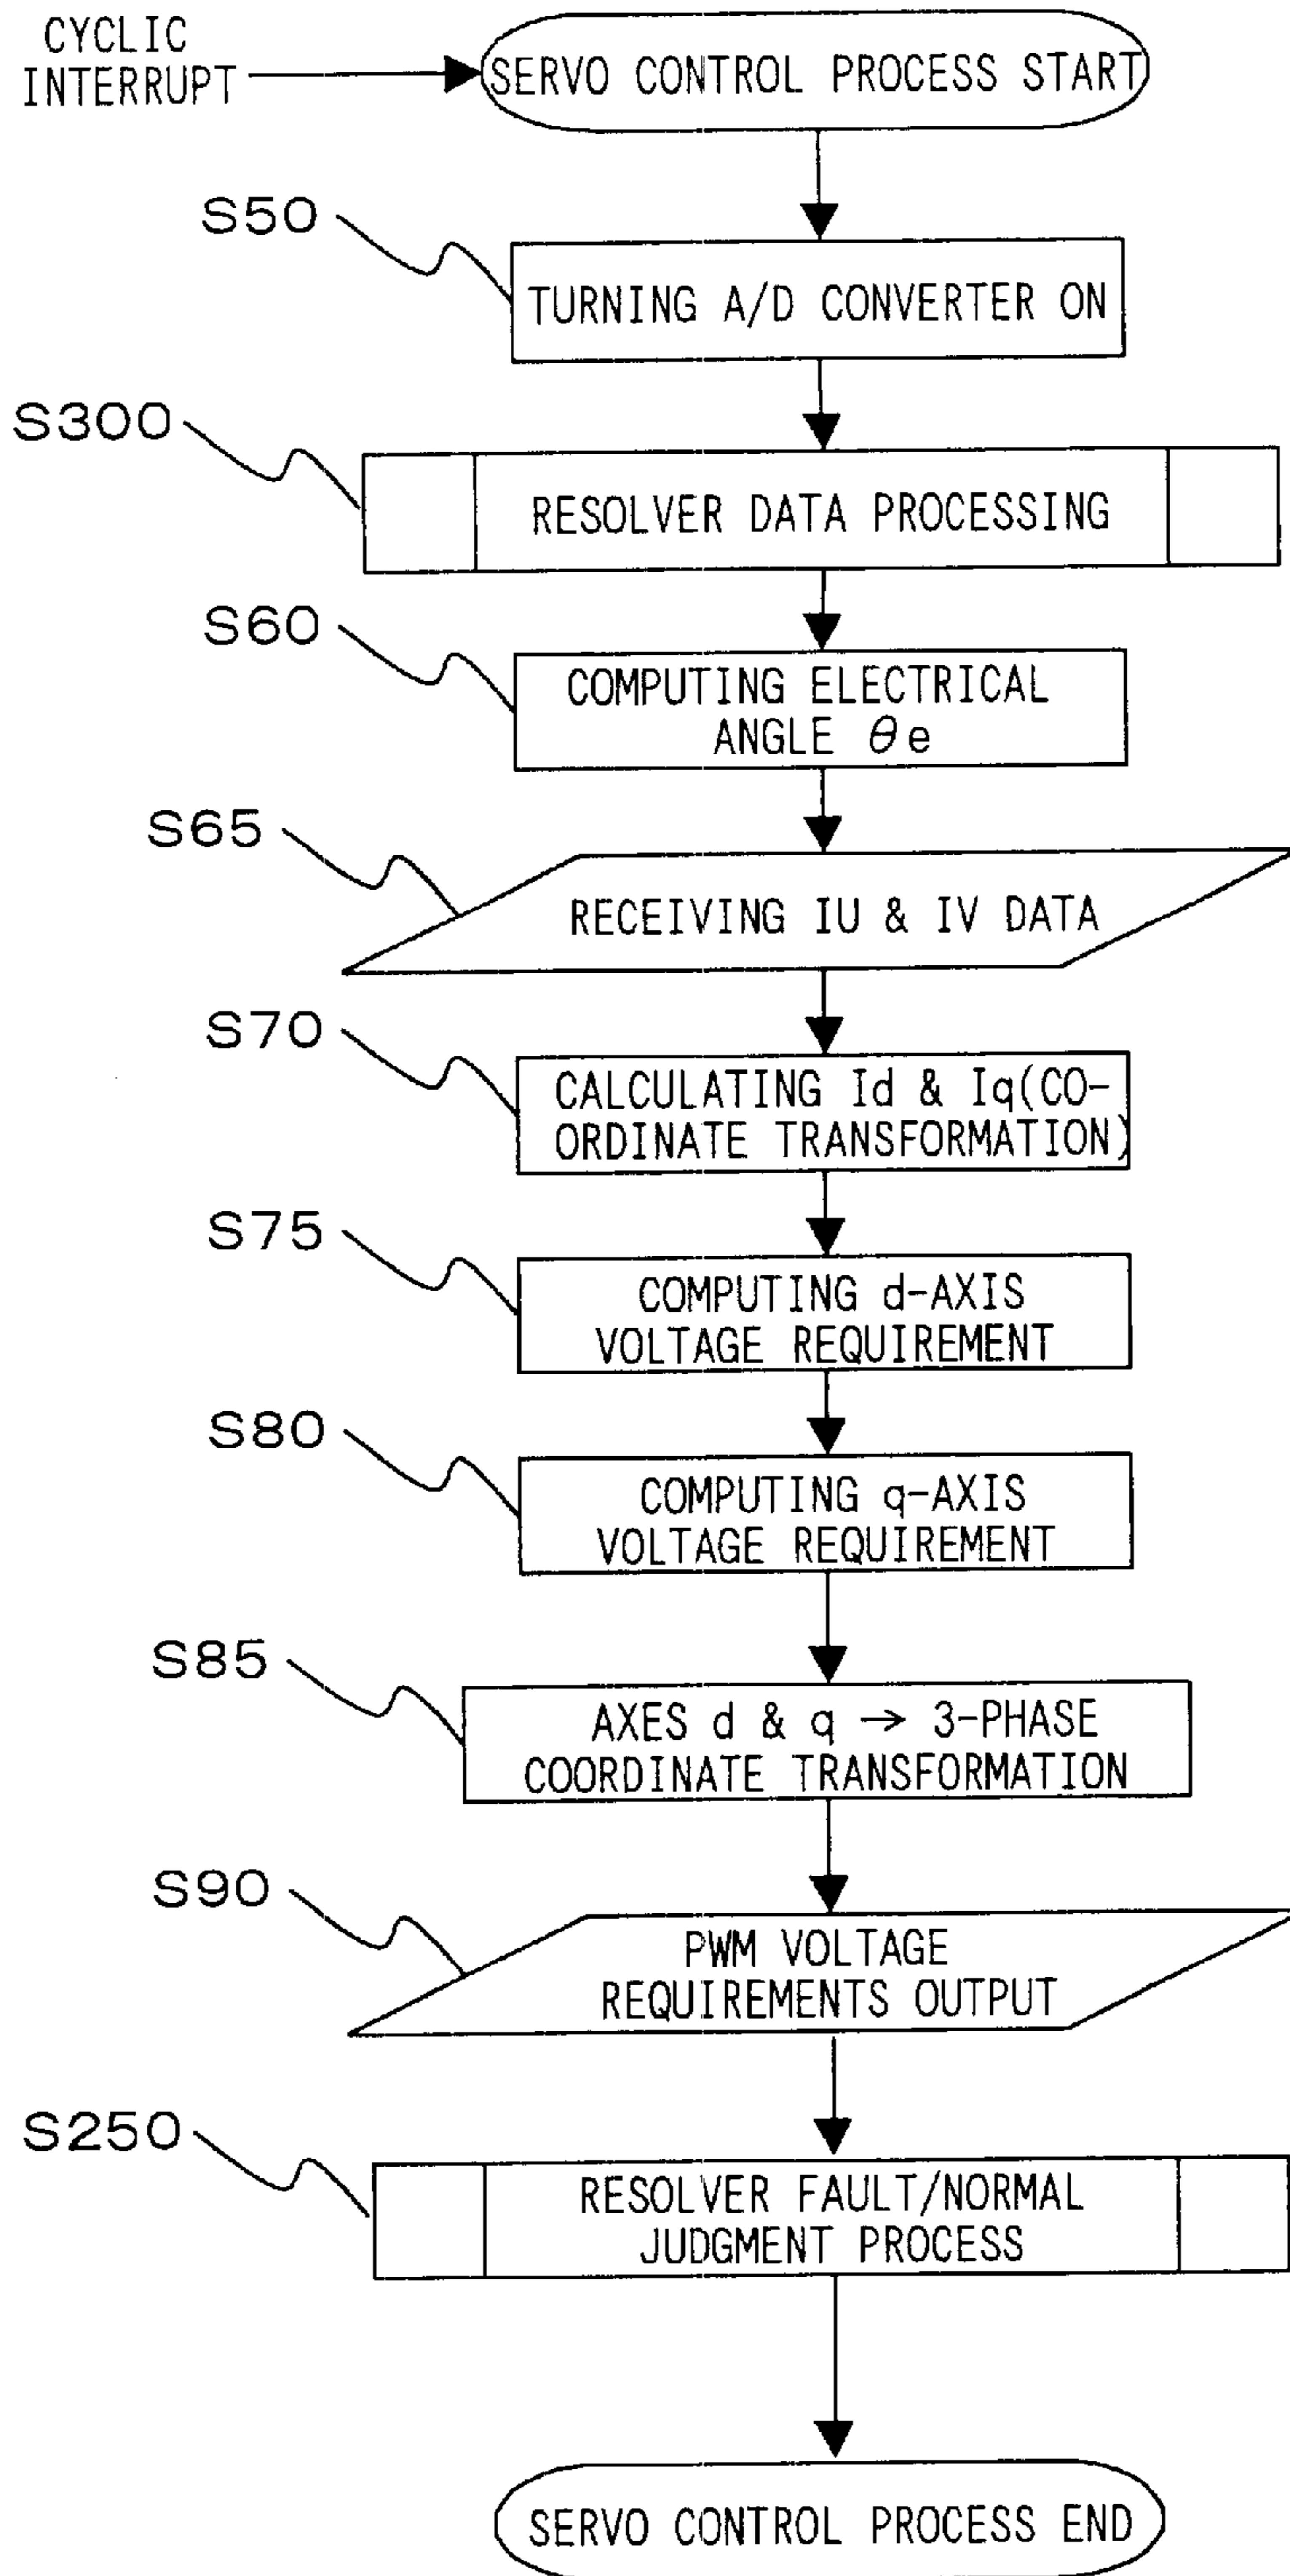 CYCLIC
INTERRUPT
SERVO CONTROL PROCESS START
S50
TURNING A/D CONVERTER ON
S300
RESOLVER DATA PROCESSING
S60
COMPUTING ELECTRICAL
ANGLE θe
S65
RECEIVING IU & IV DATA
S70
CALCULATING Id & Iq(CO-
ORDINATE TRANSFORMATION)
S75
COMPUTING d-AXIS
VOLTAGE REQUIREMENT
S80
COMPUTING q-AXIS
VOLTAGE REQUIREMENT
S85
AXES d & q → 3-PHASE
COORDINATE TRANSFORMATION
S90
PWM VOLTAGE
REQUIREMENTS OUTPUT
S250
RESOLVER FAULT/NORMAL
JUDGMENT PROCESS
SERVO CONTROL PROCESS END